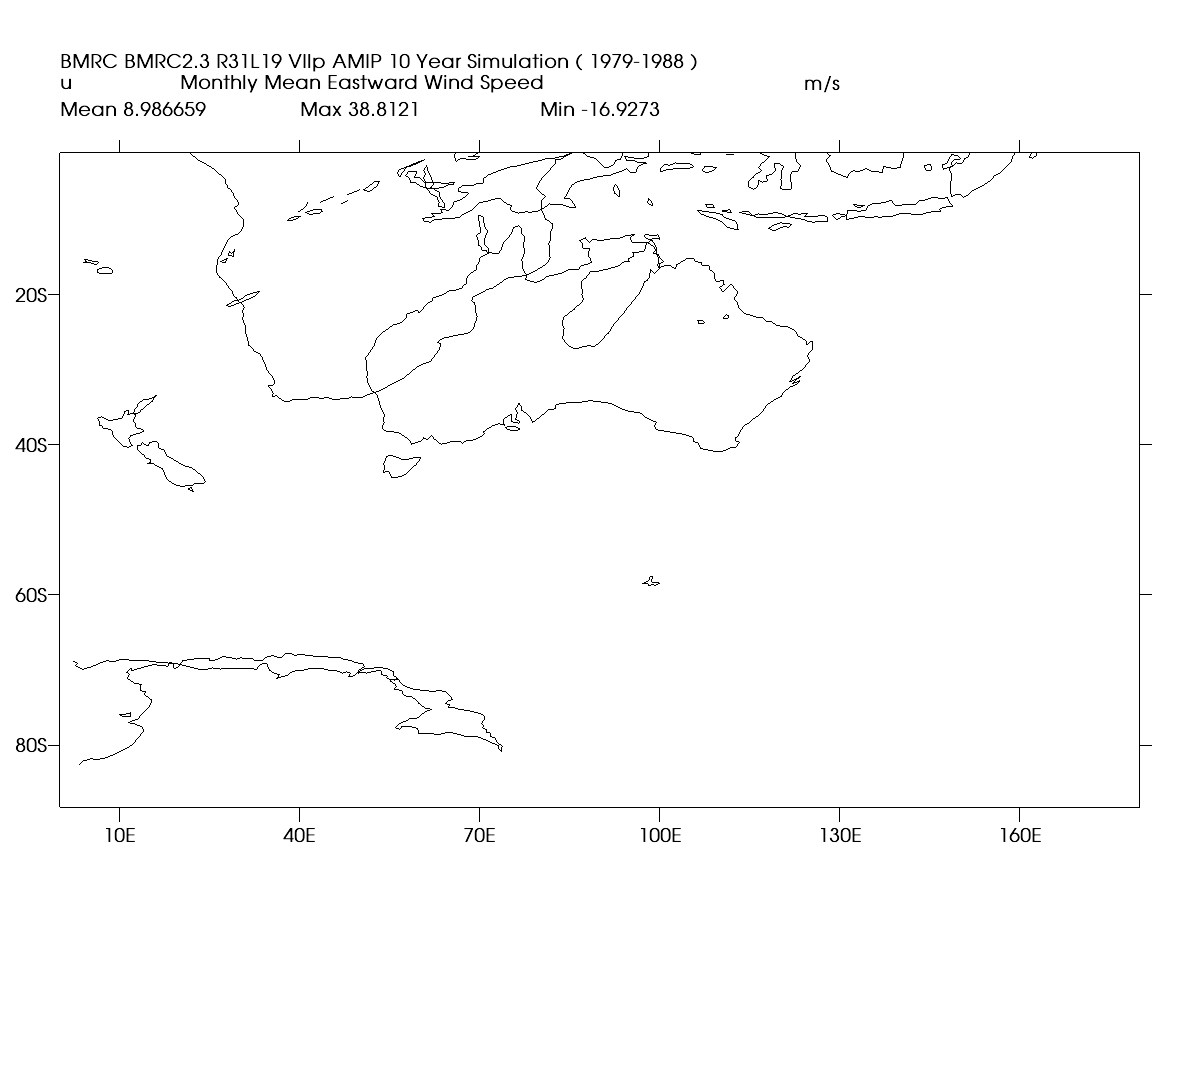 BMRC BMRC2.3 R31L19 VIIp AMIP 10 Year Simulation ( 1979-1988 )
u Monthly Mean Eastward Wind Speed m/s
Mean 8.986659 Max 38.8121 Min -16.9273
20S
40S
60S
80S
10E 40E 70E 100E 130E 160E